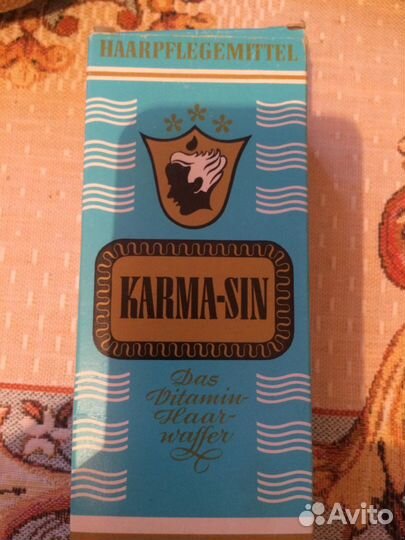 HAARPFLEGEMITTEL
KARMA-SIN
Das
Vitamin-
Haar-
wasser
Avito